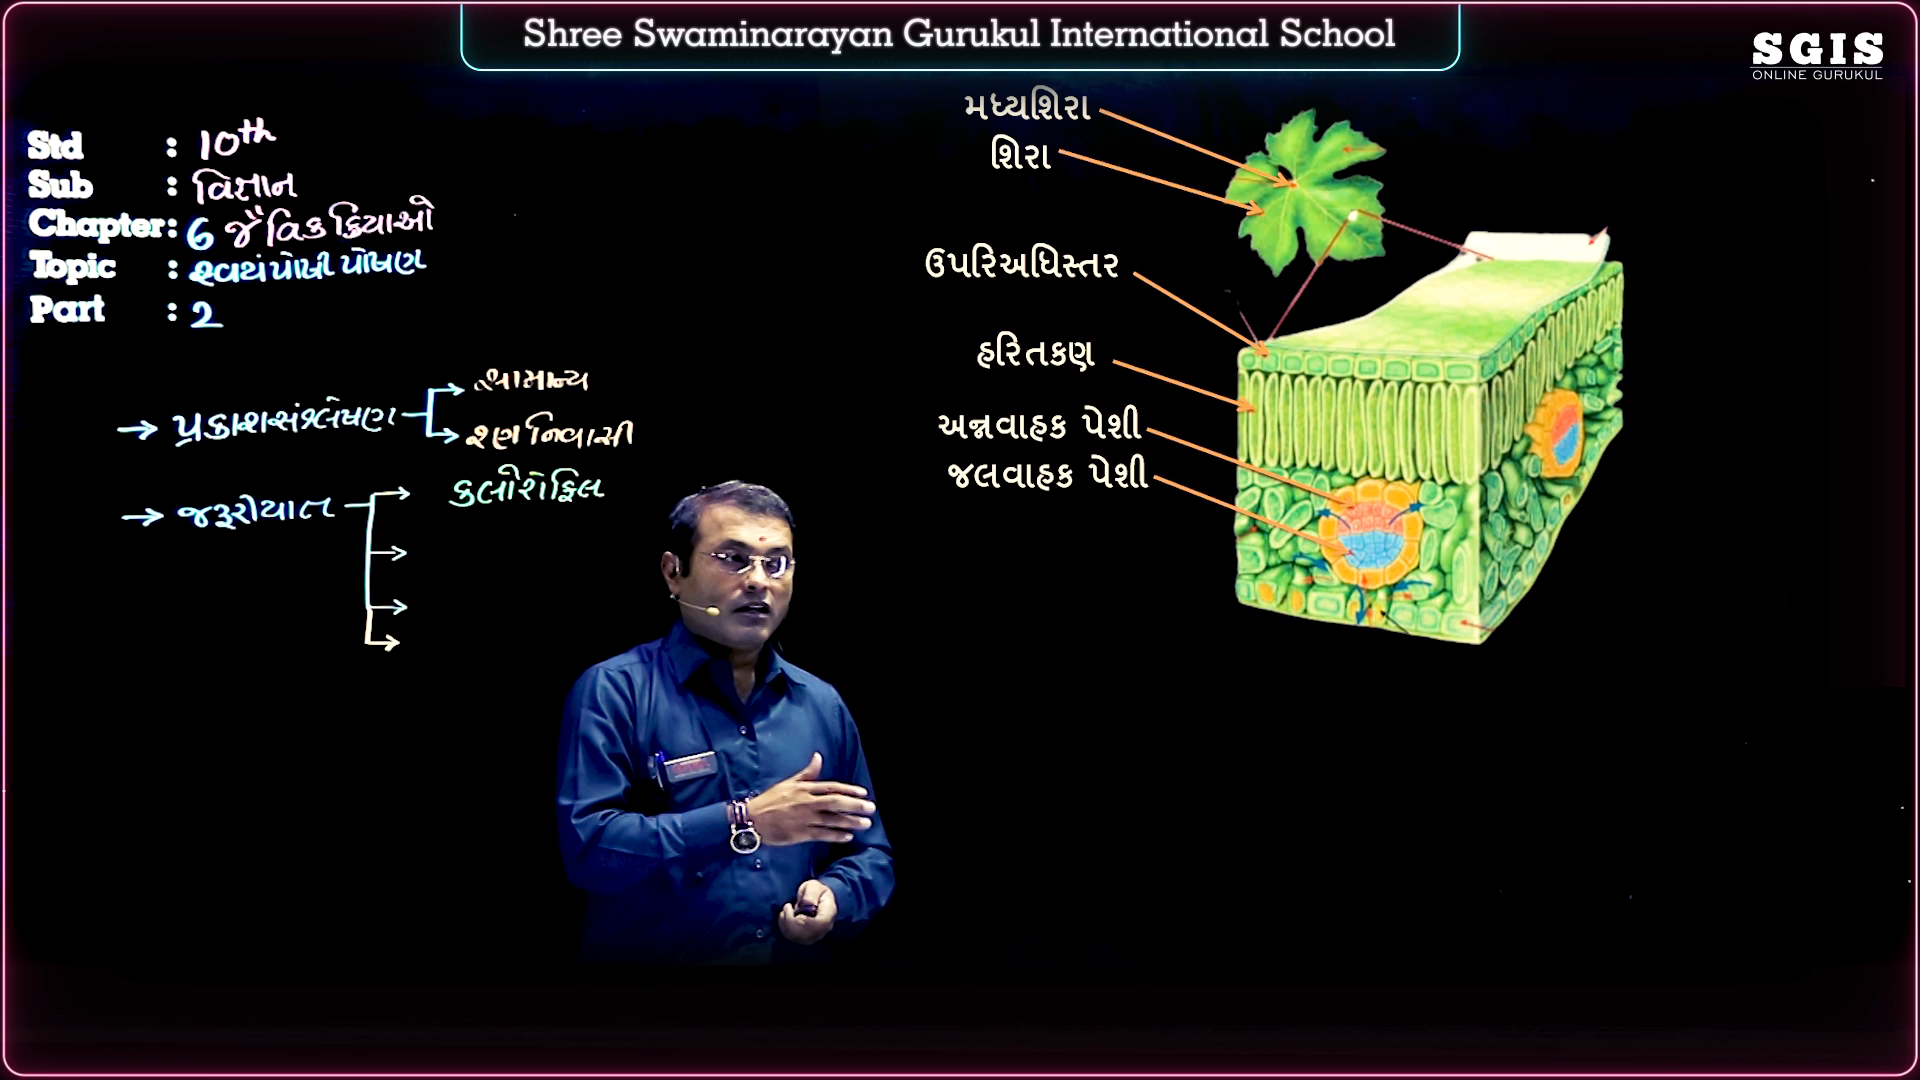 Shree Swaminarayan Gurukul International School
SGIS
ONLINE GURUKUL
Std : 10th
Sub : વિજ્ઞાન
Chapter: 6 જૈવિક ક્રિયાઓ
Topic : સ્વયંપોષી પોષણ
Part : 2
→ પ્રકાશસંશ્લેષણ
→ સામાન્ય
→ રણ નિવાસી
→ જરૂરીયાત
→ ક્લોરોફિલ
મધ્યશિરા
શિરા
ઉપરિઅધિસ્તર
હરિતકણ
અન્નવાહક પેશી
જલવાહક પેશી